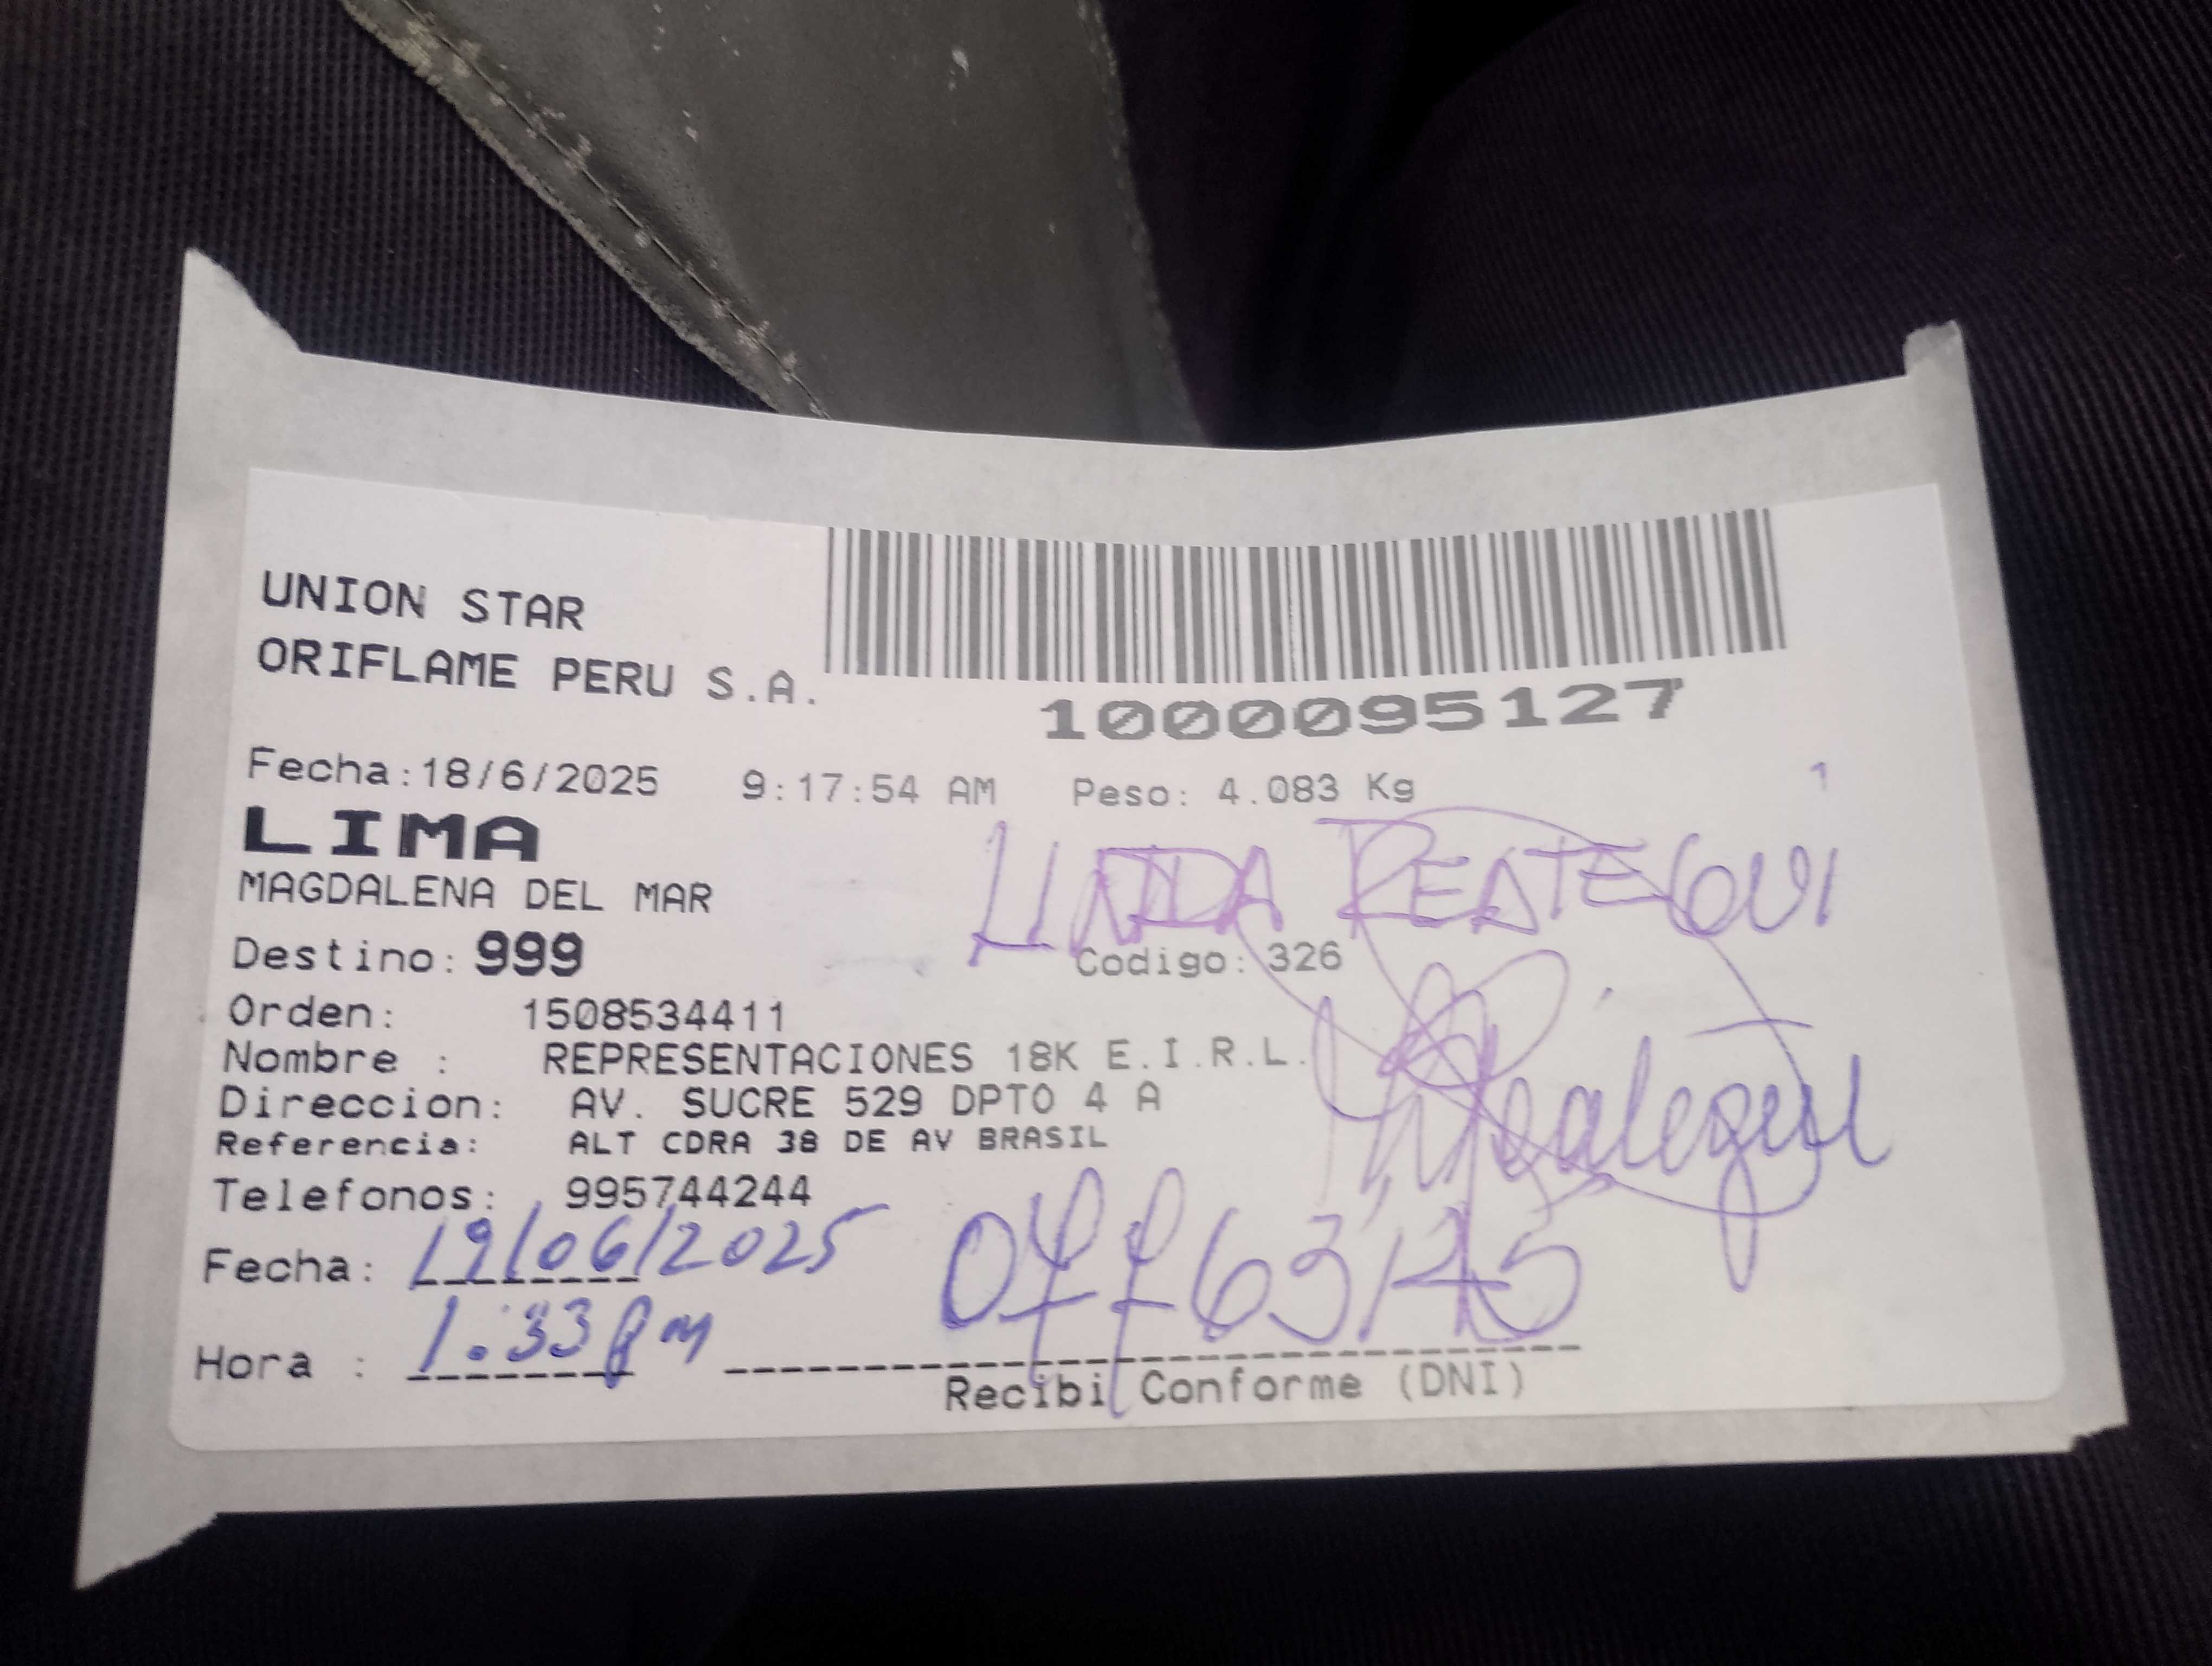 UNION STAR
ORIFLAME PERU S.A.
1000095127
Fecha:18/6/2025 9:17:54 AM Peso: 4.083 Kg 1
LIMA
MAGDALENA DEL MAR
LINDA REATEGUI
Destino: 999 Codigo: 326
Orden: 1508534411
Nombre : REPRESENTACIONES 18K E.I.R.L.
Direccion: AV. SUCRE 529 DPTO 4 A
Referencia: ALT CDRA 38 DE AV BRASIL
Reategui
Telefonos: 995744244
Fecha: 19/06/2025
Hora : 1:33 pm
Recibi Conforme (DNI)